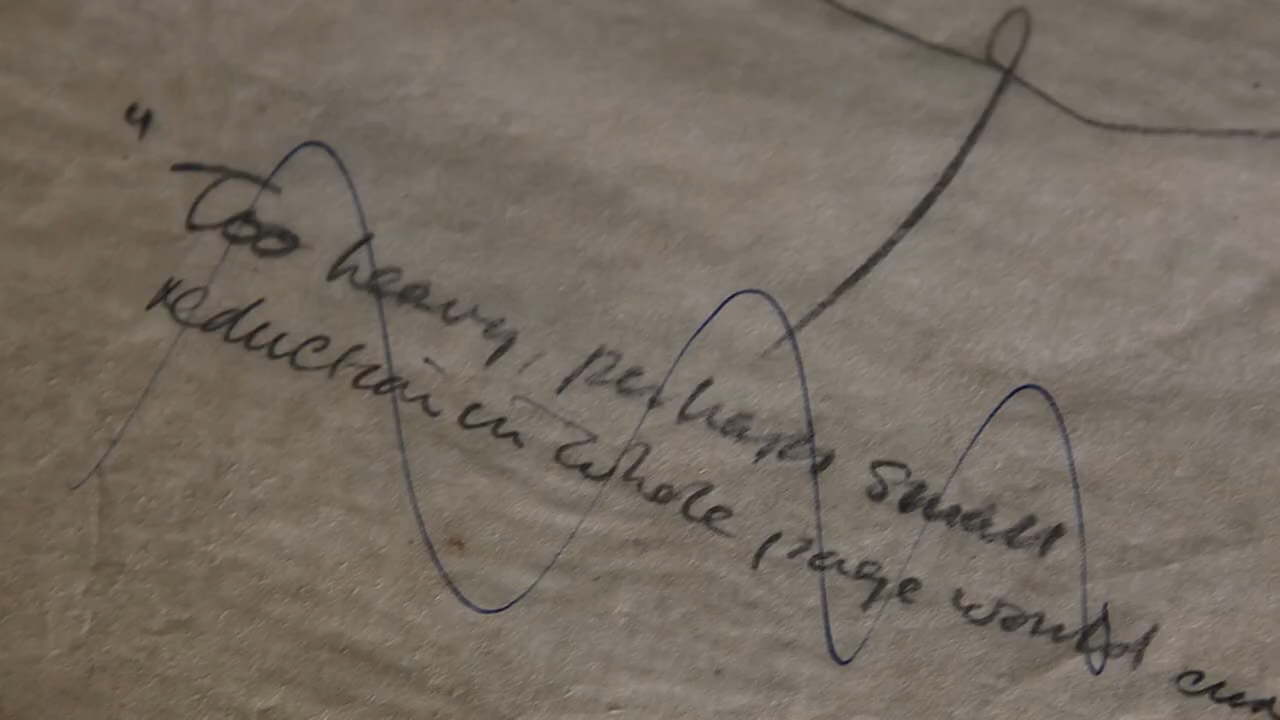 "Too heavy, perhaps small
reduction in whole page would